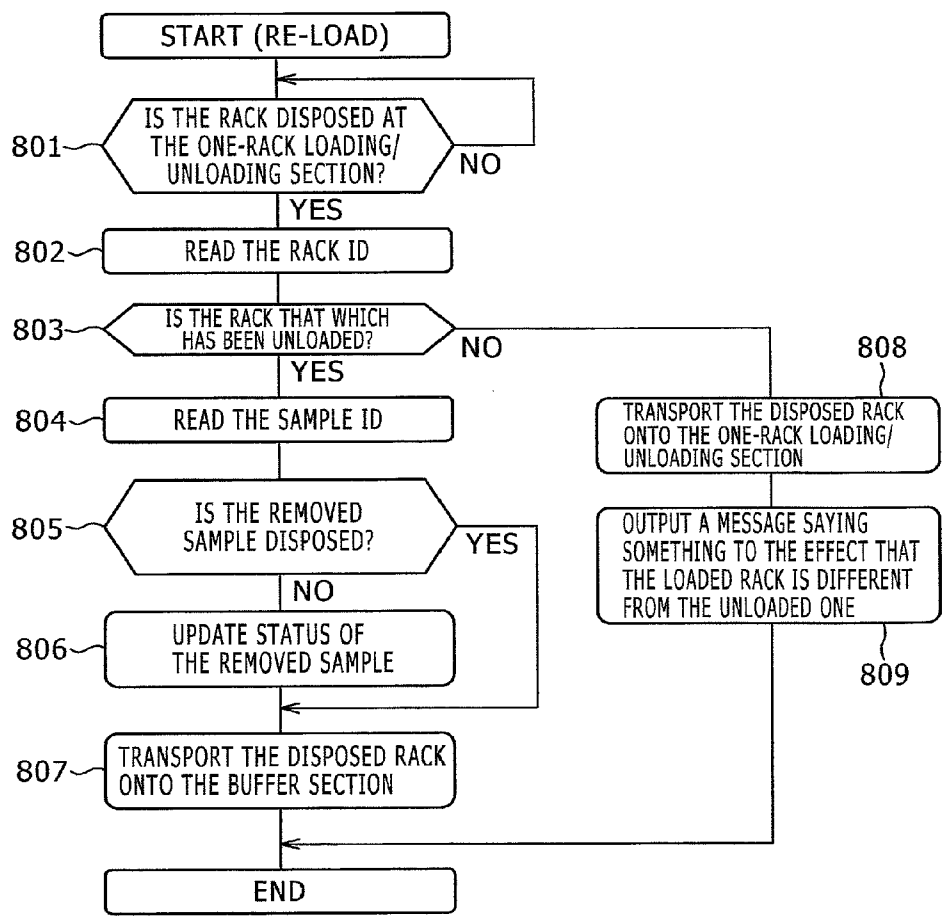 START (RE-LOAD)
801
IS THE RACK DISPOSED AT
THE ONE-RACK LOADING/
UNLOADING SECTION?
NO
YES
802
READ THE RACK ID
803
IS THE RACK THAT WHICH
HAS BEEN UNLOADED?
NO
YES
804
READ THE SAMPLE ID
805
IS THE REMOVED
SAMPLE DISPOSED?
YES
NO
806
UPDATE STATUS OF
THE REMOVED SAMPLE
807
TRANSPORT THE DISPOSED RACK
ONTO THE BUFFER SECTION
808
TRANSPORT THE DISPOSED RACK
ONTO THE ONE-RACK LOADING/
UNLOADING SECTION
OUTPUT A MESSAGE SAYING
SOMETHING TO THE EFFECT THAT
THE LOADED RACK IS DIFFERENT
FROM THE UNLOADED ONE
809
END